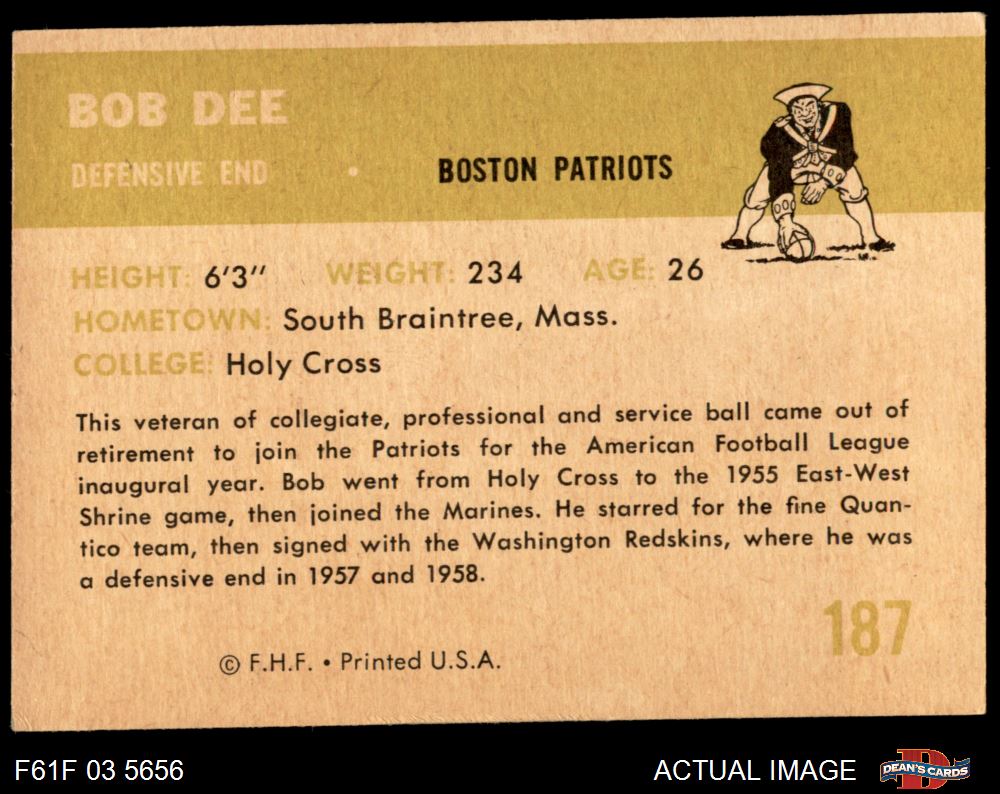 BOB DEE
DEFENSIVE END • BOSTON PATRIOTS
HEIGHT: 6'3" WEIGHT: 234 AGE: 26
HOMETOWN: South Braintree, Mass.
COLLEGE: Holy Cross
This veteran of collegiate, professional and service ball came out of
retirement to join the Patriots for the American Football League
inaugural year. Bob went from Holy Cross to the 1955 East-West
Shrine game, then joined the Marines. He starred for the fine Quan-
tico team, then signed with the Washington Redskins, where he was
a defensive end in 1957 and 1958.
187
© F.H.F. • Printed U.S.A.
F61F 03 5656
ACTUAL IMAGE
D
DEAN'S CARDS